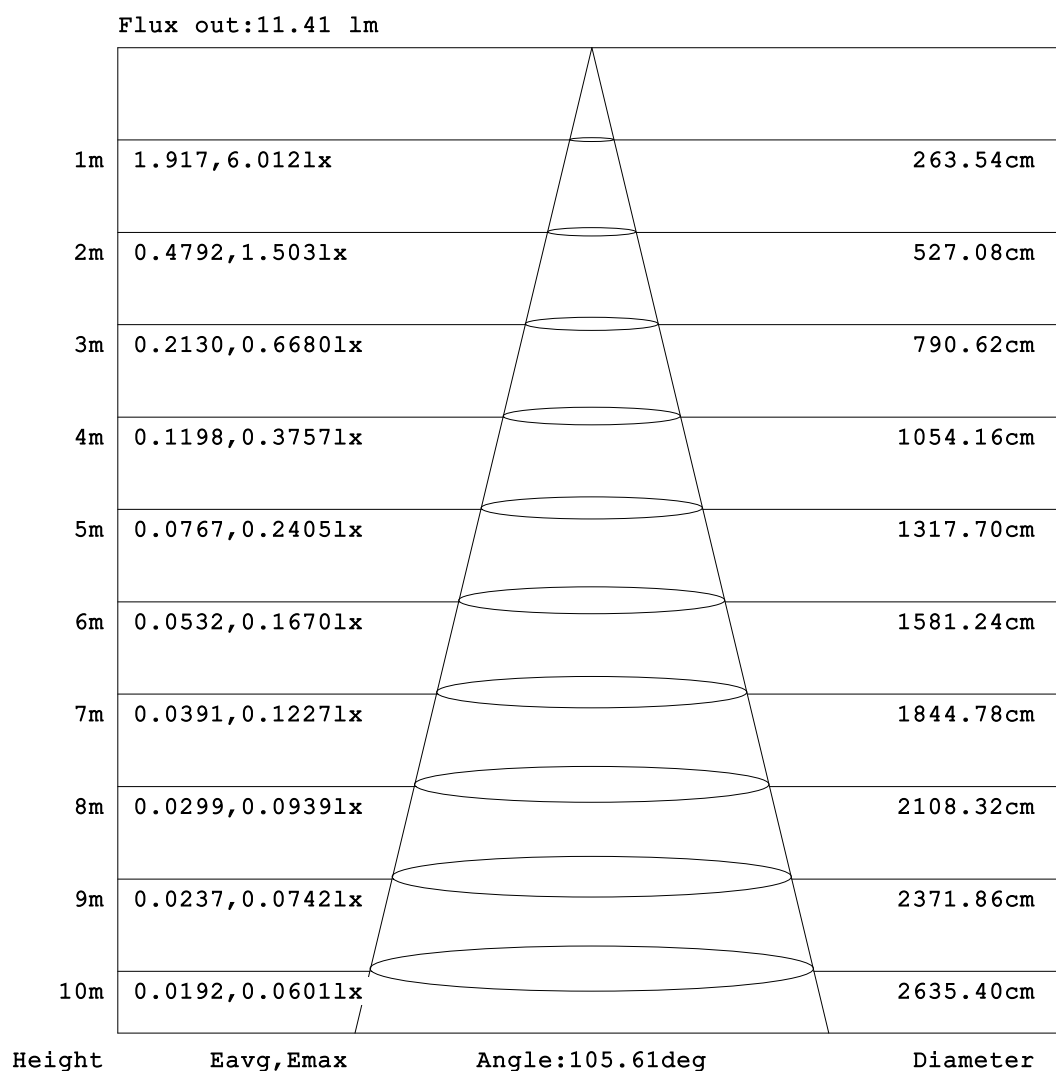 Flux out:11.41 lm
1m 1.917,6.012lx 263.54cm
2m 0.4792,1.503lx 527.08cm
3m 0.2130,0.6680lx 790.62cm
4m 0.1198,0.3757lx 1054.16cm
5m 0.0767,0.2405lx 1317.70cm
6m 0.0532,0.1670lx 1581.24cm
7m 0.0391,0.1227lx 1844.78cm
8m 0.0299,0.0939lx 2108.32cm
9m 0.0237,0.0742lx 2371.86cm
10m 0.0192,0.0601lx 2635.40cm
Height Eavg,Emax Angle:105.61deg Diameter